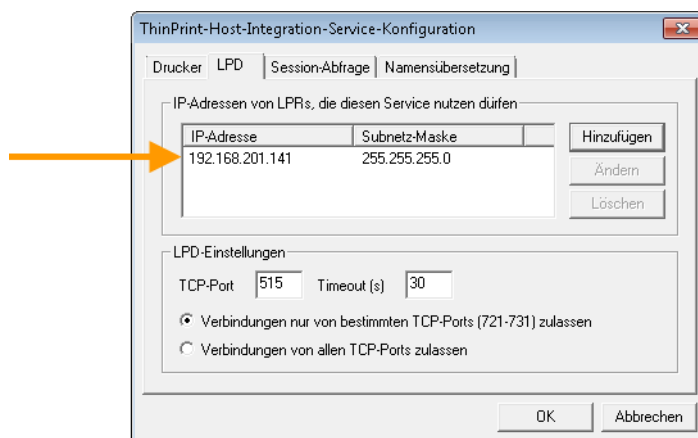 ThinPrint-Host-Integration-Service-Konfiguration
Drucker LPD Session-Abfrage Namensübersetzung
IP-Adressen von LPRs, die diesen Service nutzen dürfen
IP-Adresse Subnetz-Maske Hinzufügen
192.168.201.141 255.255.255.0
Ändern
Löschen
LPD-Einstellungen
TCP-Port 515 Timeout (s) 30
Verbindungen nur von bestimmten TCP-Ports (721-731) zulassen
Verbindungen von allen TCP-Ports zulassen
OK Abbrechen